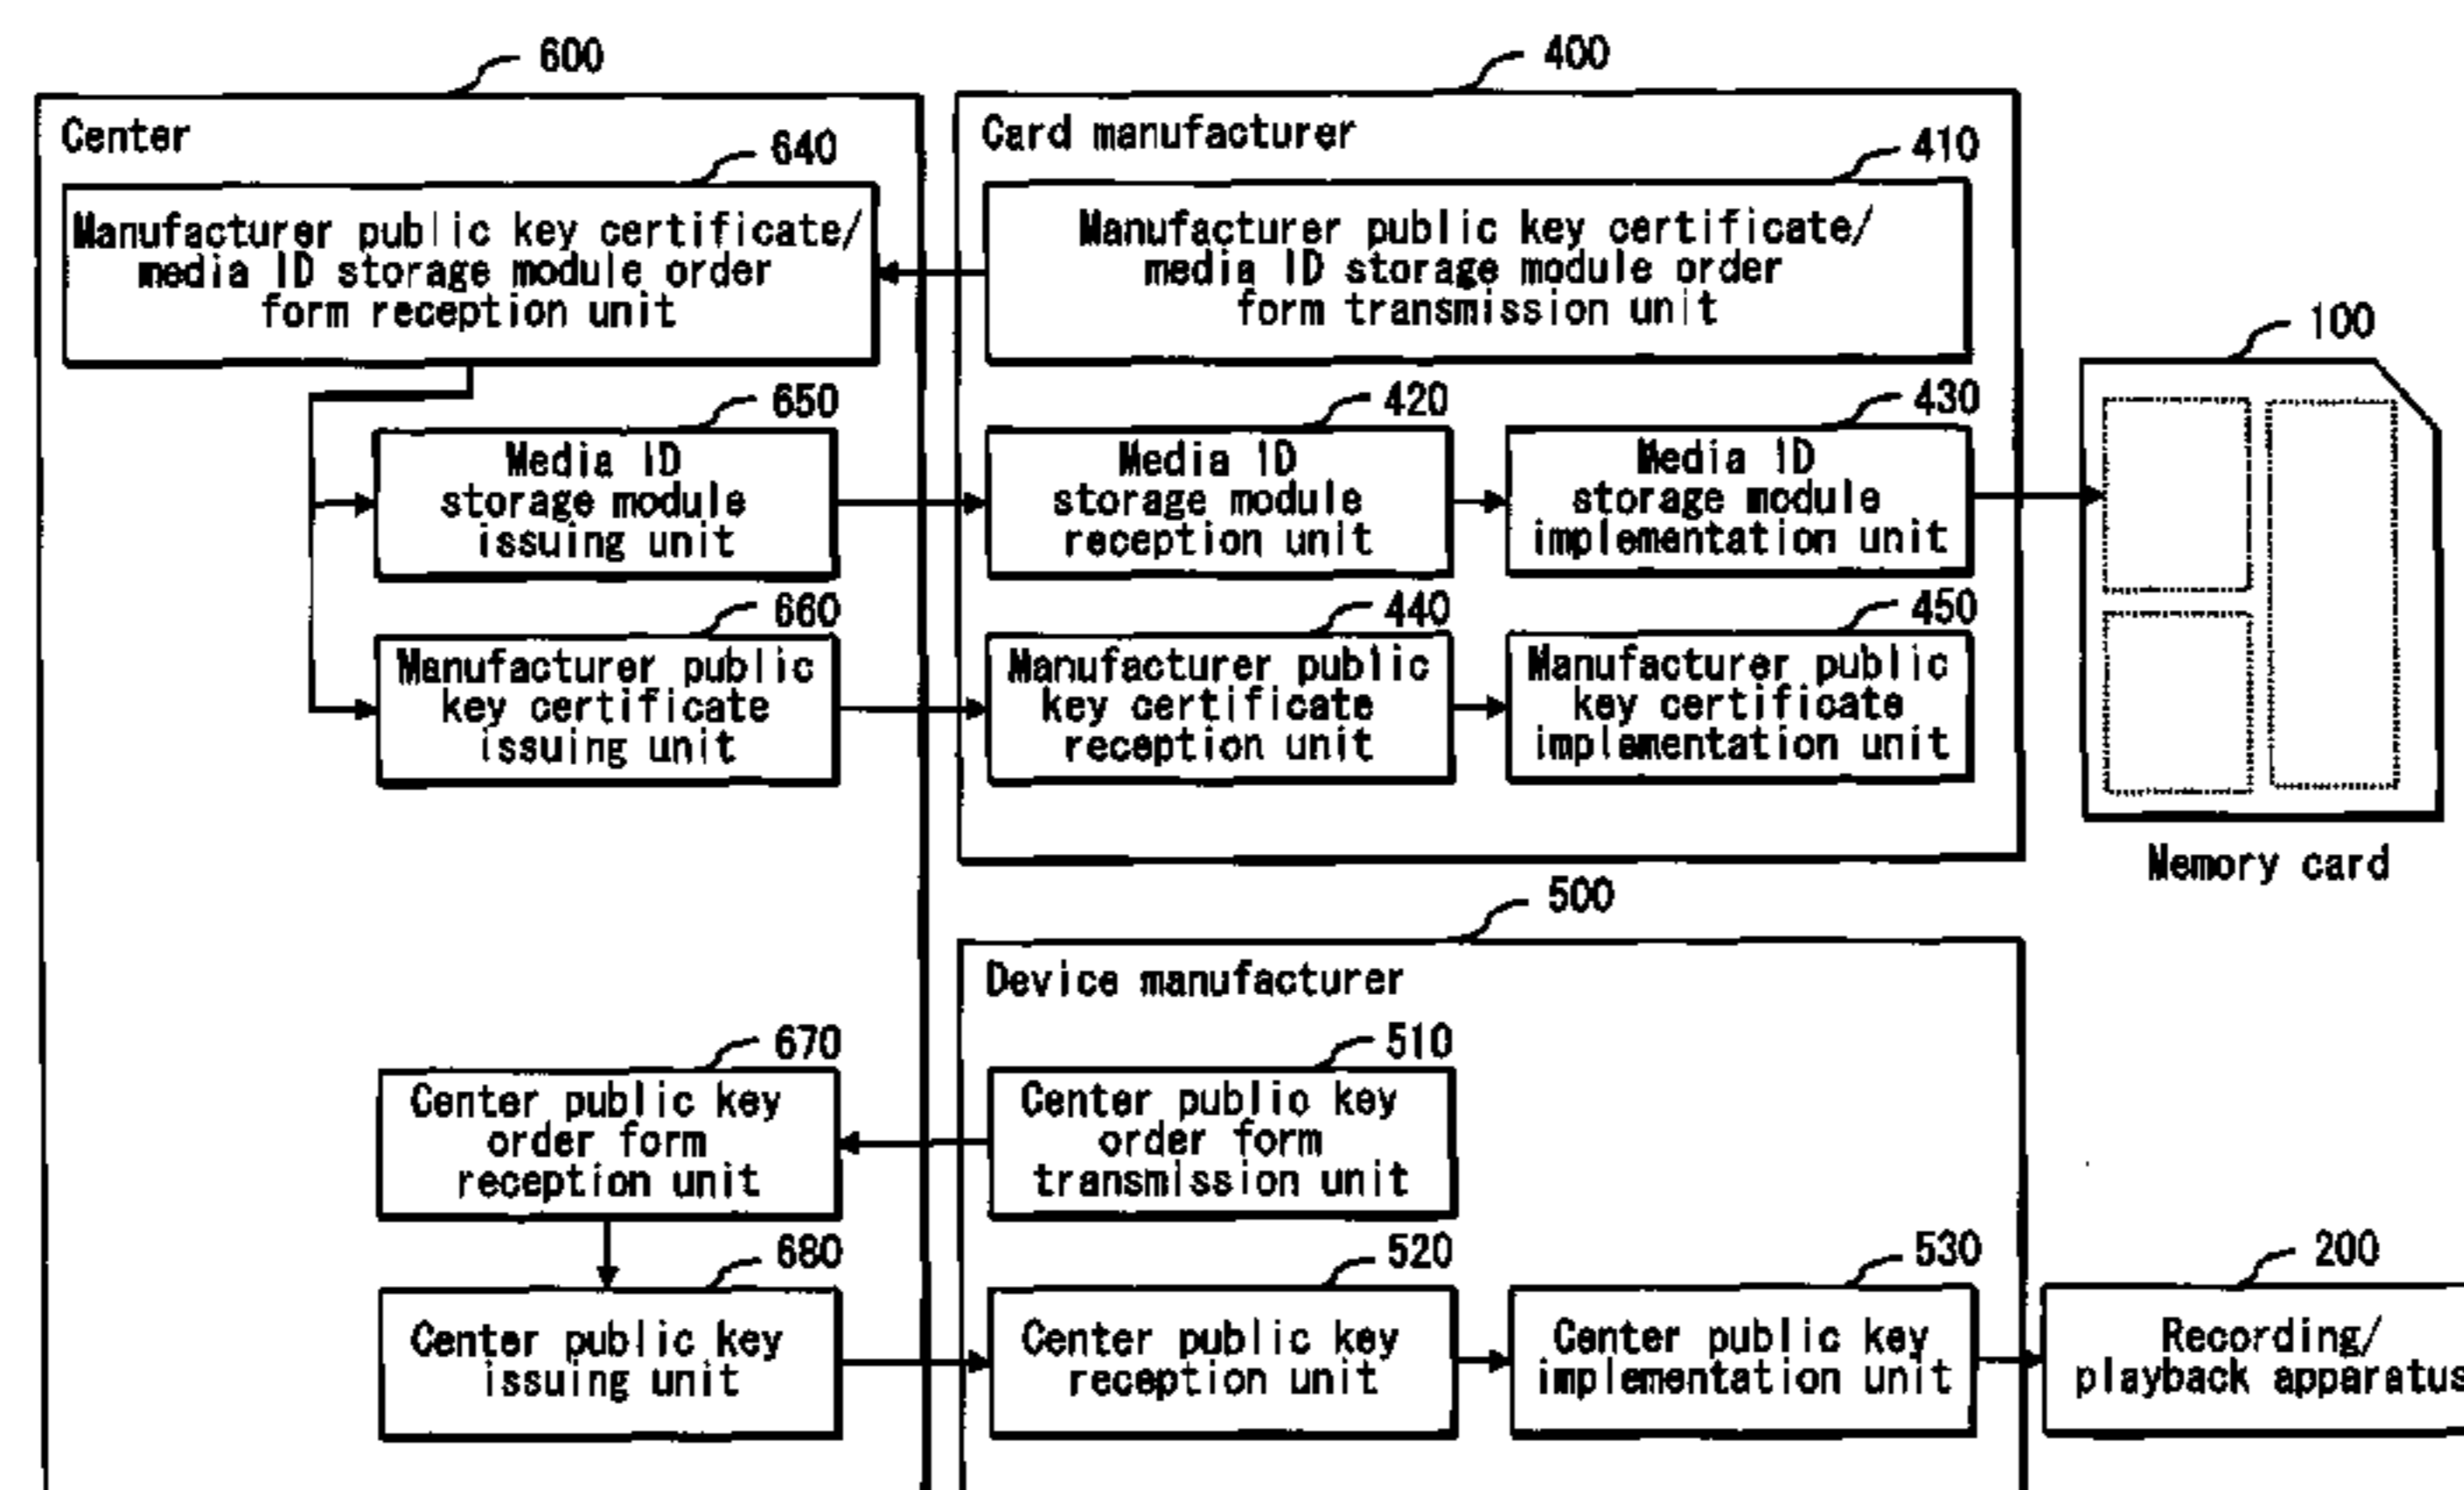 600
400
Center
Card manufacturer
640
410
Manufacturer public key certificate/
media ID storage module order
form reception unit
Manufacturer public key certificate/
media ID storage module order
form transmission unit
100
650
420
430
Media ID
storage module
issuing unit
Media ID
storage module
reception unit
Media ID
storage module
implementation unit
660
440
450
Manufacturer public
key certificate
issuing unit
Manufacturer public
key certificate
reception unit
Manufacturer public
key certificate
implementation unit
Memory card
500
Device manufacturer
670
510
Center public key
order form
reception unit
Center public key
order form
transmission unit
680
520
530
200
Center public key
issuing unit
Center public key
reception unit
Center public key
implementation unit
Recording/
playback apparatus